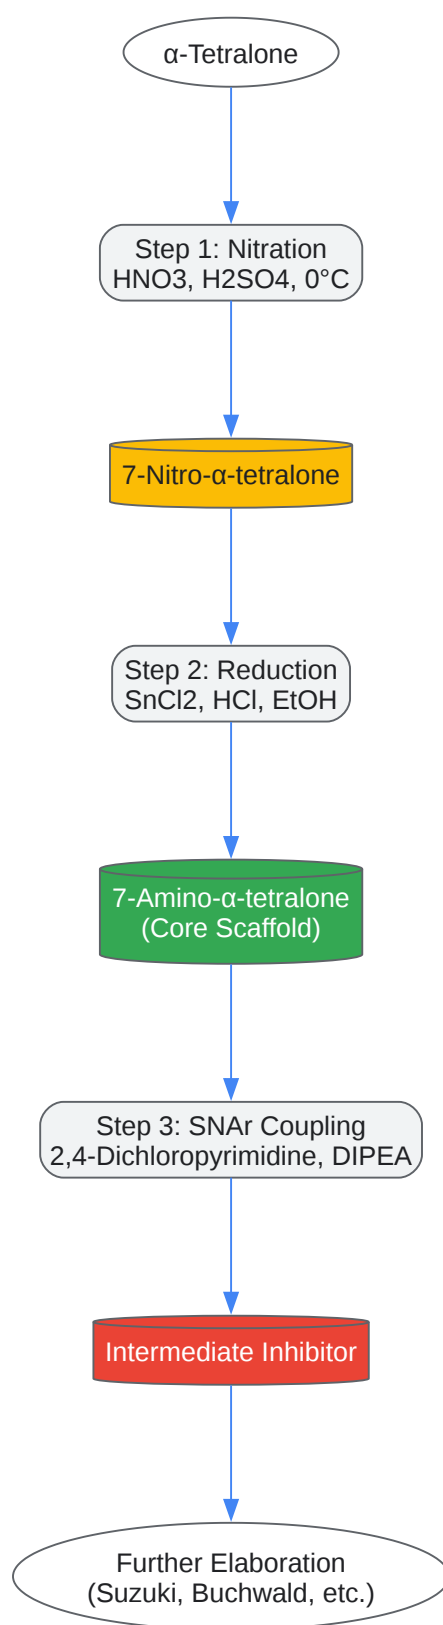 α-Tetralone
Step 1: Nitration
HNO3, H2SO4, 0°C
7-Nitro-α-tetralone
Step 2: Reduction
SnCl2, HCl, EtOH
7-Amino-α-tetralone
(Core Scaffold)
Step 3: SNAr Coupling
2,4-Dichloropyrimidine, DIPEA
Intermediate Inhibitor
Further Elaboration
(Suzuki, Buchwald, etc.)